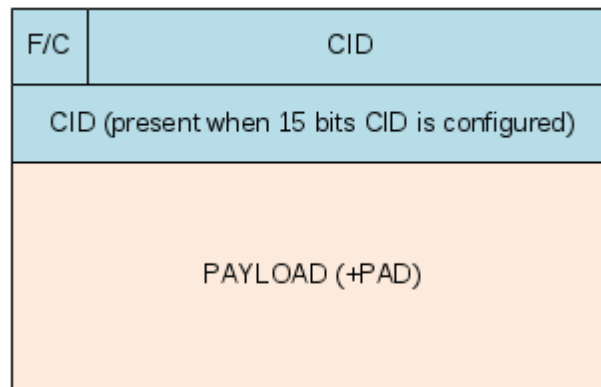 F/C CID
CID (present when 15 bits CID is configured)
PAYLOAD (+PAD)